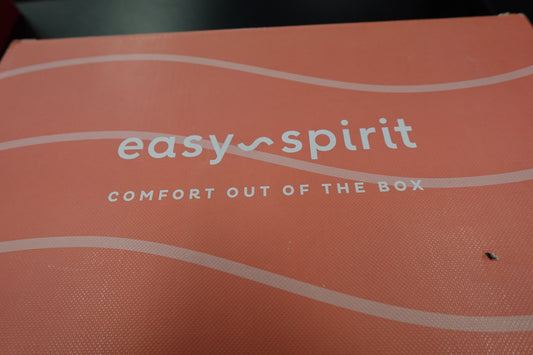 easy~spirit
COMFORT OUT OF THE BOX